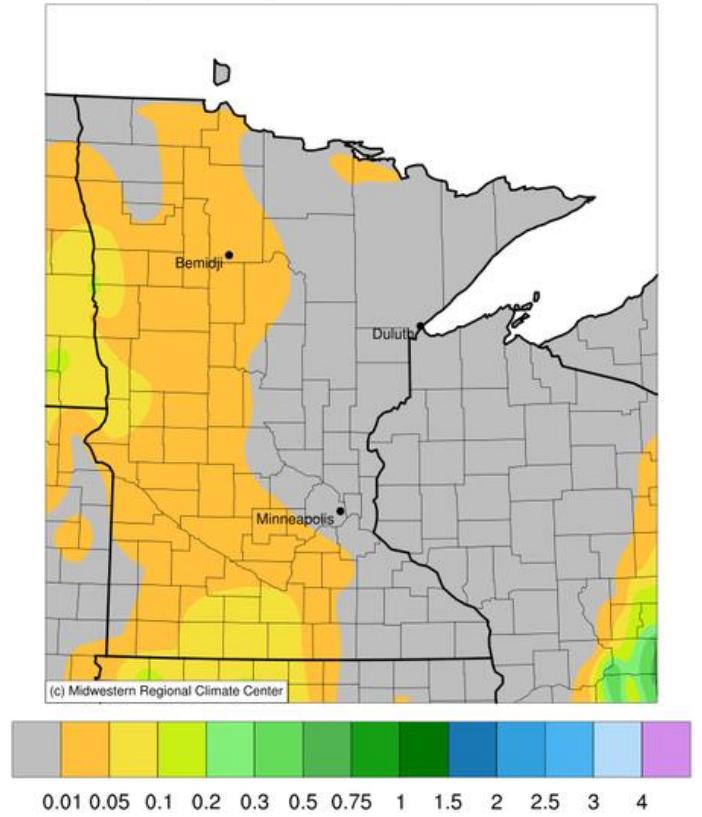 Bemidji
Duluth
Minneapolis
(c) Midwestern Regional Climate Center
0.01 0.05 0.1 0.2 0.3 0.5 0.75 1 1.5 2 2.5 3 4